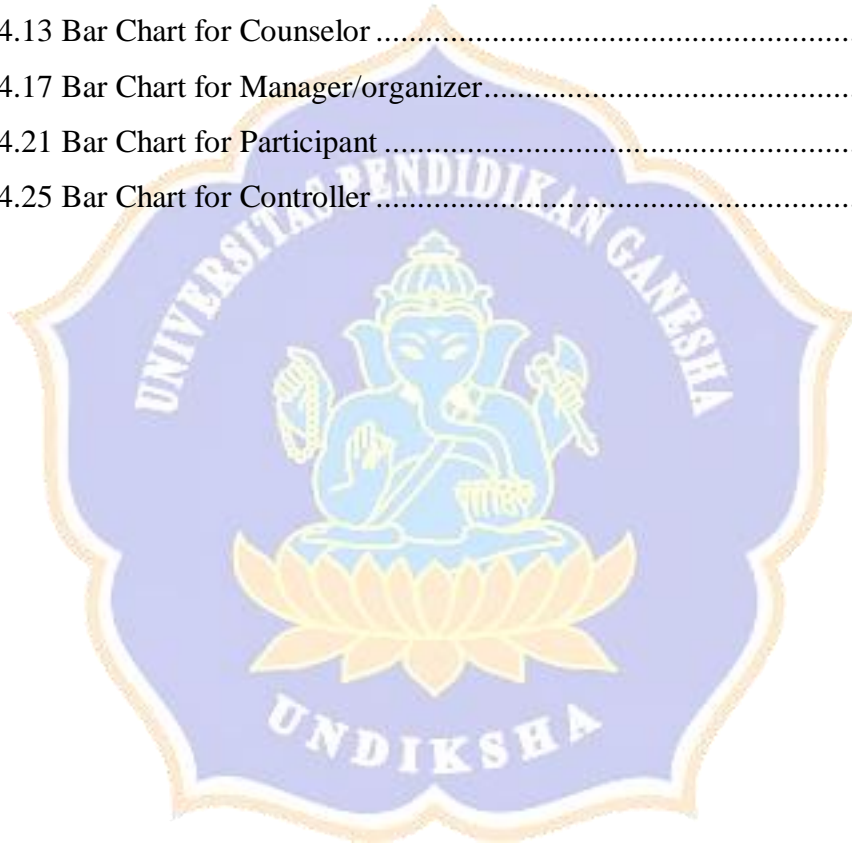 4.13 Bar Chart for Counselor ............................................................
4.17 Bar Chart for Manager/organizer...............................................
4.21 Bar Chart for Participant ............................................................
4.25 Bar Chart for Controller ............................................................
UNIVERSITAS PENDIDIKAN GANESHA
UNDIKSHA